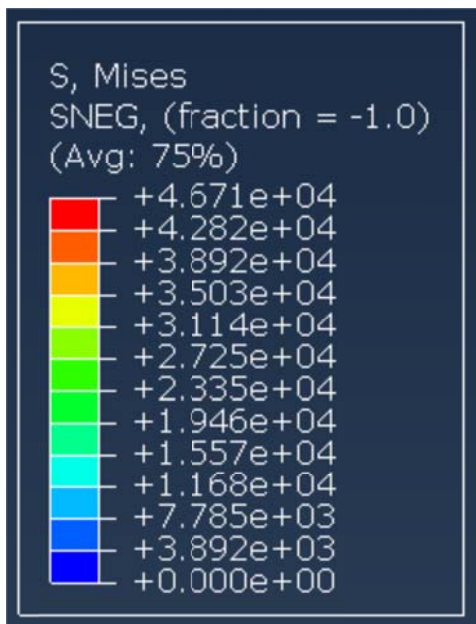 S, Mises
SNEG, (fraction = -1.0)
(Avg: 75%)
+4.671e+04
+4.282e+04
+3.892e+04
+3.503e+04
+3.114e+04
+2.725e+04
+2.335e+04
+1.946e+04
+1.557e+04
+1.168e+04
+7.785e+03
+3.892e+03
+0.000e+00